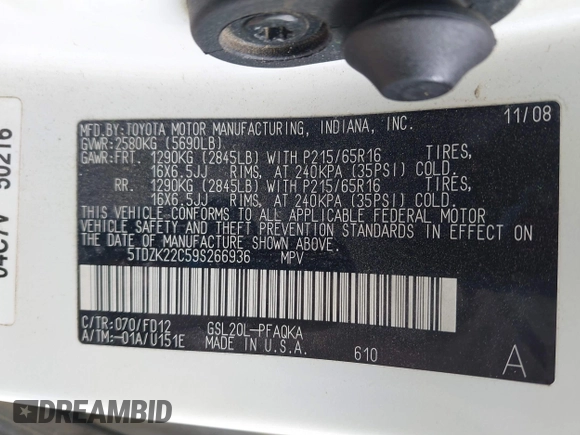 MFD.BY:TOYOTA MOTOR MANUFACTURING, INDIANA, INC. 11/08
GVWR:2580KG (5690LB)
GAWR:FRT. 1290KG (2845LB) WITH P215/65R16 TIRES,
16X6.5JJ RIMS, AT 240KPA (35PSI) COLD.
RR. 1290KG (2845LB) WITH P215/65R16 TIRES,
16X6.5JJ RIMS, AT 240KPA (35PSI) COLD.
THIS VEHICLE CONFORMS TO ALL APPLICABLE FEDERAL MOTOR
VEHICLE SAFETY AND THEFT PREVENTION STANDARDS IN EFFECT
ON THE DATE OF MANUFACTURE SHOWN ABOVE.
5TDZK22C59S266936 MPV
C/TR:070/FD12 GSL20L-PFAQKA
A/TM:-01A/U151E MADE IN U.S.A. 610 A
DREAMBID